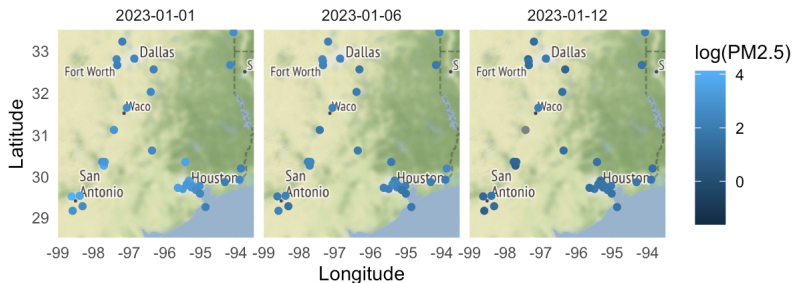 2023-01-01 2023-01-06 2023-01-12
log(PM2.5)
33
32
31
30
29
Latitude
Dallas
Fort Worth
S
Waco
San
Antonio
Houston
Dallas
Fort Worth
S
Waco
San
Antonio
Houston
Dallas
Fort Worth
S
Waco
San
Antonio
Houston
4
2
0
-99 -98 -97 -96 -95 -94 -99 -98 -97 -96 -95 -94 -99 -98 -97 -96 -95 -94
Longitude